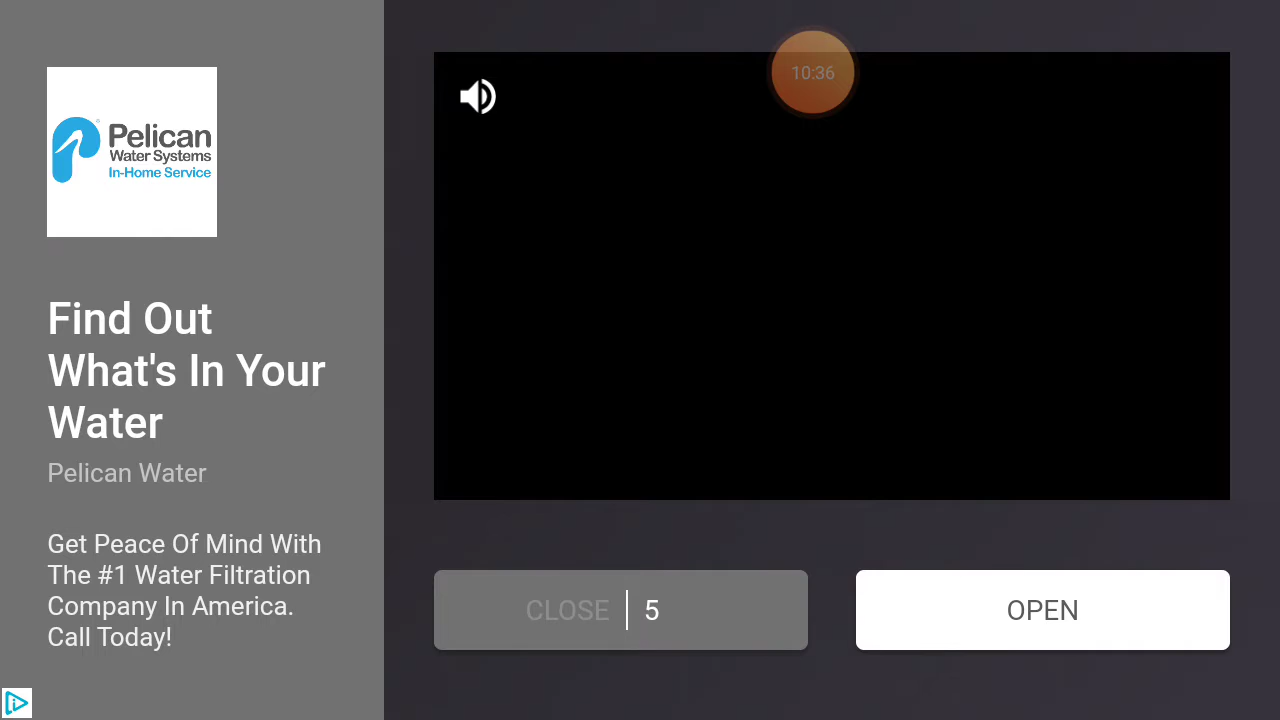 Pelican
Water Systems
In-Home Service
Find Out
What's In Your
Water
Pelican Water
Get Peace Of Mind With
The #1 Water Filtration
Company In America.
Call Today!
10:36
CLOSE | 5
OPEN